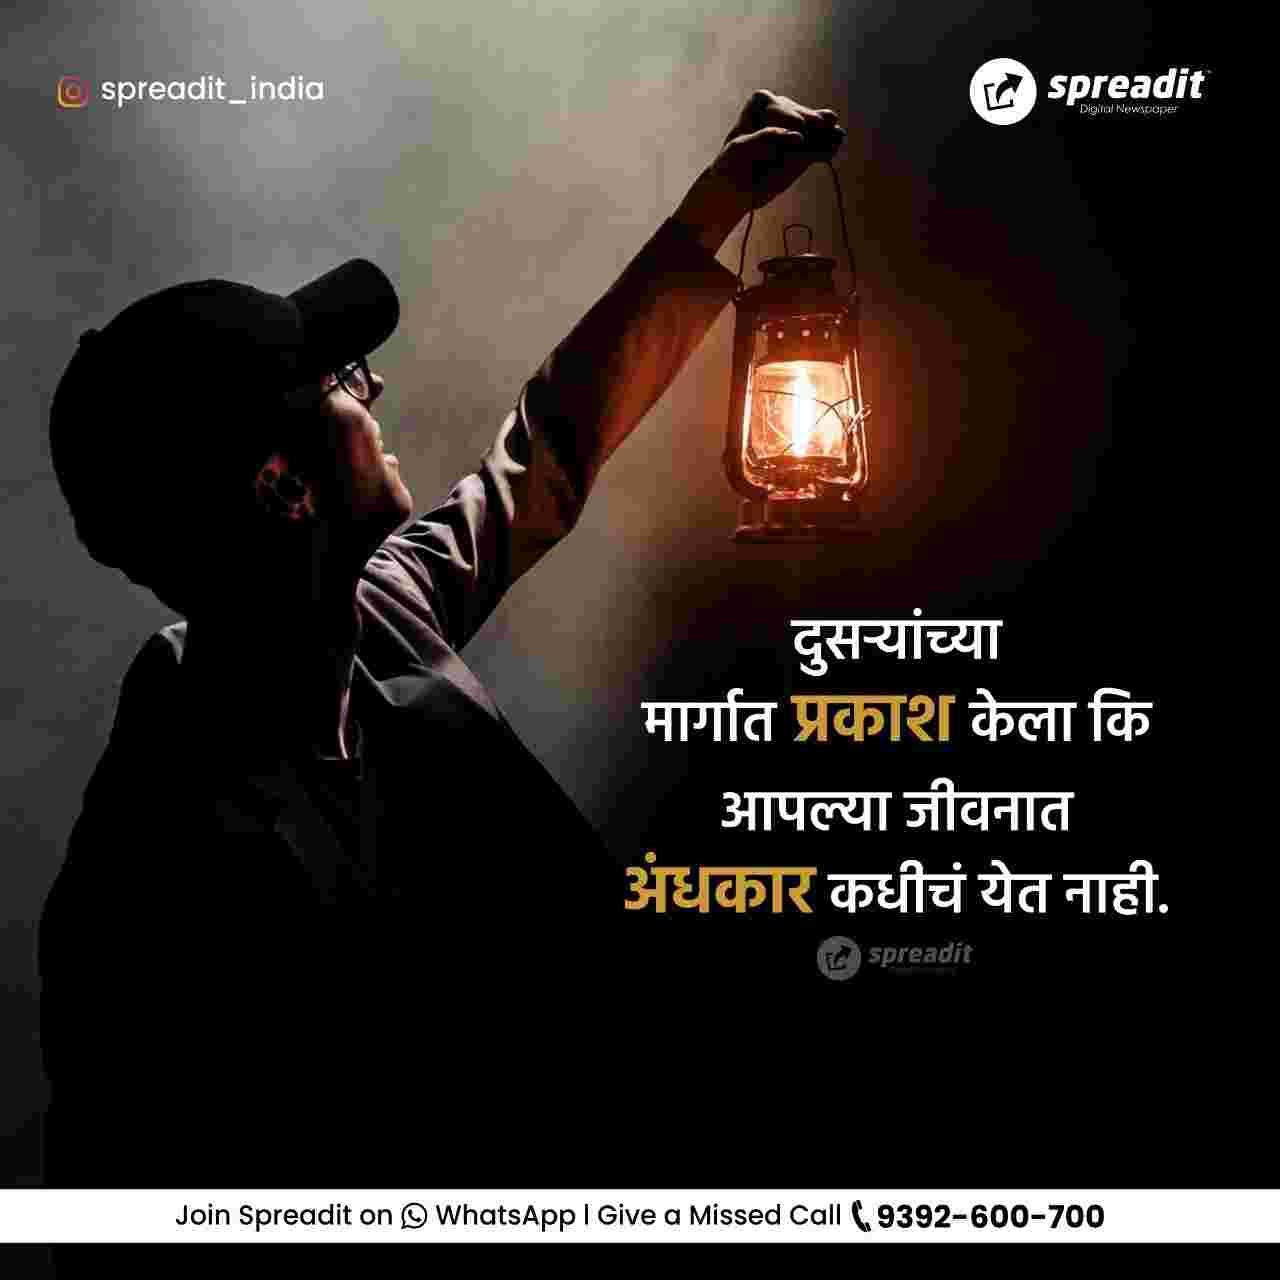 spreadit_india
spreadit
Digital Newspaper
दुसऱ्यांच्या
मार्गात प्रकाश केला कि
आपल्या जीवनात
अंधकार कधीचं येत नाही.
spreadit
Join Spreadit on WhatsApp | Give a Missed Call 9392-600-700